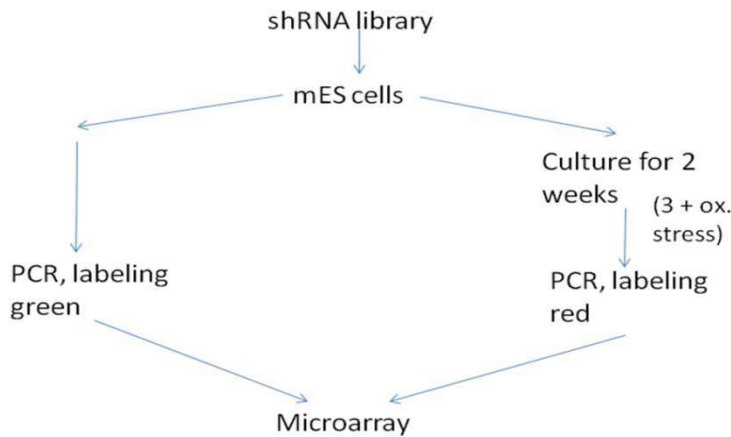 shRNA library
mES cells
Culture for 2
weeks
(3 + ox.
stress)
PCR, labeling
green
PCR, labeling
red
Microarray